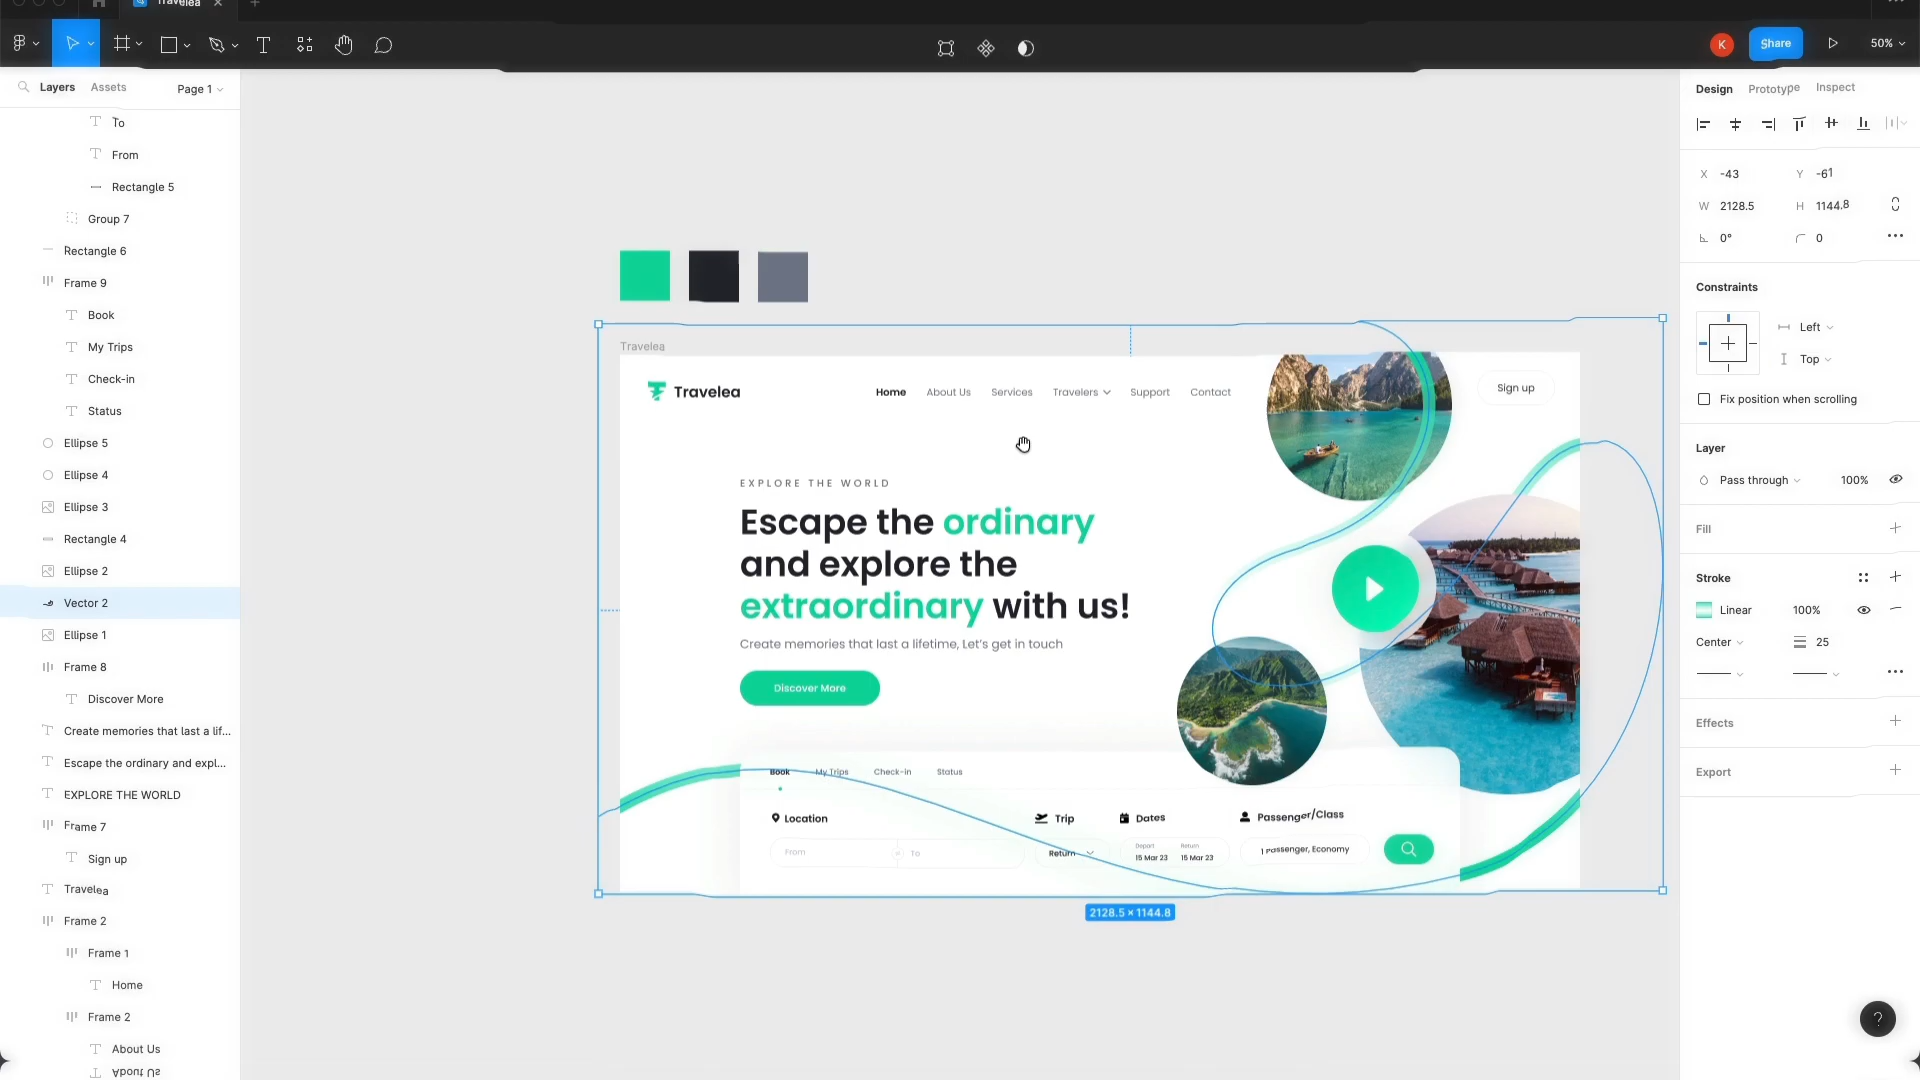 Travelea
K
Share
50%
Layers
Assets
Page 1
To
From
Rectangle 5
Group 7
Rectangle 6
Frame 9
Book
My Trips
Check-in
Status
Ellipse 5
Ellipse 4
Ellipse 3
Rectangle 4
Ellipse 2
Vector 2
Ellipse 1
Frame 8
Discover More
Create memories that last a lif...
Escape the ordinary and expl...
EXPLORE THE WORLD
Frame 7
Sign up
Travelea
Frame 2
Frame 1
Home
Frame 2
About Us
Travelea
Travelea
Home
About Us
Services
Travelers
Support
Contact
Sign up
EXPLORE THE WORLD
Escape the ordinary
and explore the
extraordinary with us!
Create memories that last a lifetime, Let's get in touch
Discover More
Book
My Trips
Check-in
Status
Location
Trip
Dates
Passenger/Class
From
To
Return
Depart
15 Mar 23
Return
15 Mar 23
1 Passenger, Economy
2128.5 × 1144.8
Design
Prototype
Inspect
X -43
Y -61
W 2128.5
H 1144.8
0°
0
Constraints
Left
Top
Fix position when scrolling
Layer
Pass through
100%
Fill
Stroke
Linear
100%
Center
25
Effects
Export
?